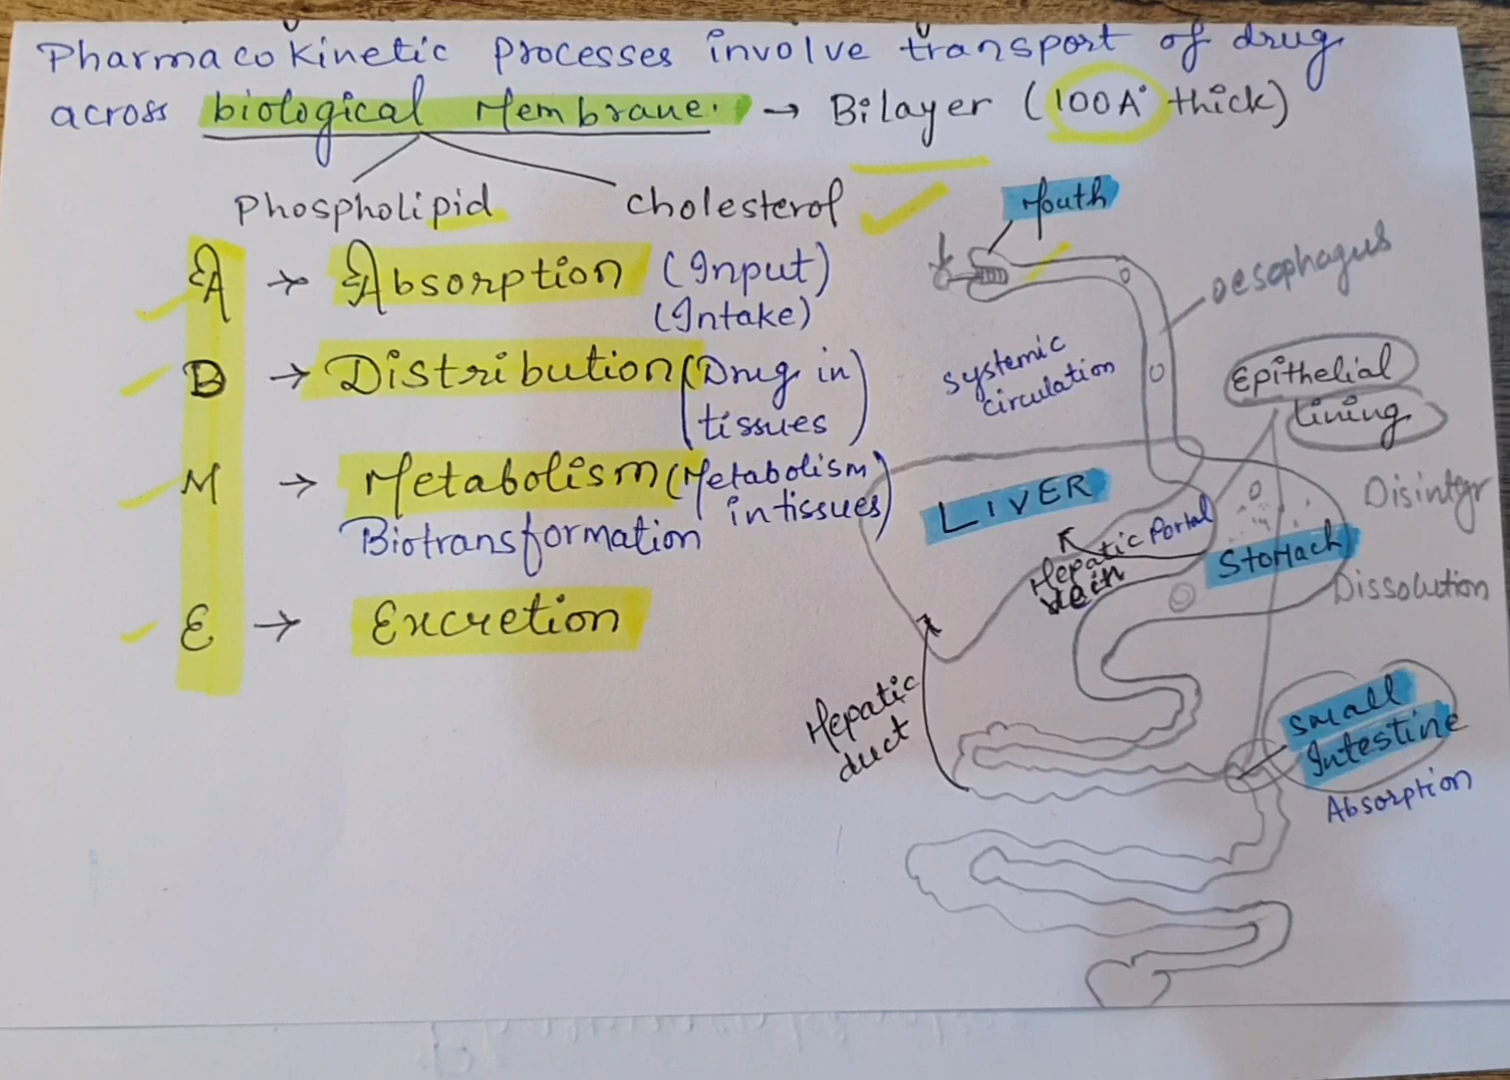 Pharmacokinetic Processes involve transport of drug
across biological Membrane. → Bilayer (100A° thick)
Phospholipid
cholesterol
A → Absorption (Input)
(Intake)
D → Distribution (Drug in
tissues)
M → Metabolism (Metabolism
in tissues)
Biotransformation
E → Excretion
Mouth
oesophagus
systemic
circulation
Epithelial
lining
LIVER
Hepatic Portal
vein
Stomach
Disintgr
Dissolution
Hepatic
duct
small
Intestine
Absorption